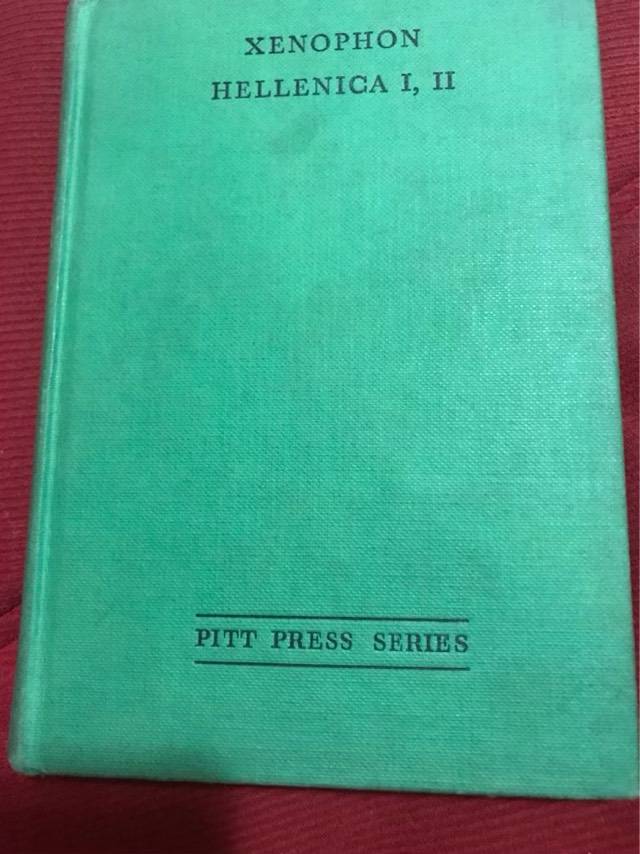 XENOPHON
HELLENICA I, II
PITT PRESS SERIES